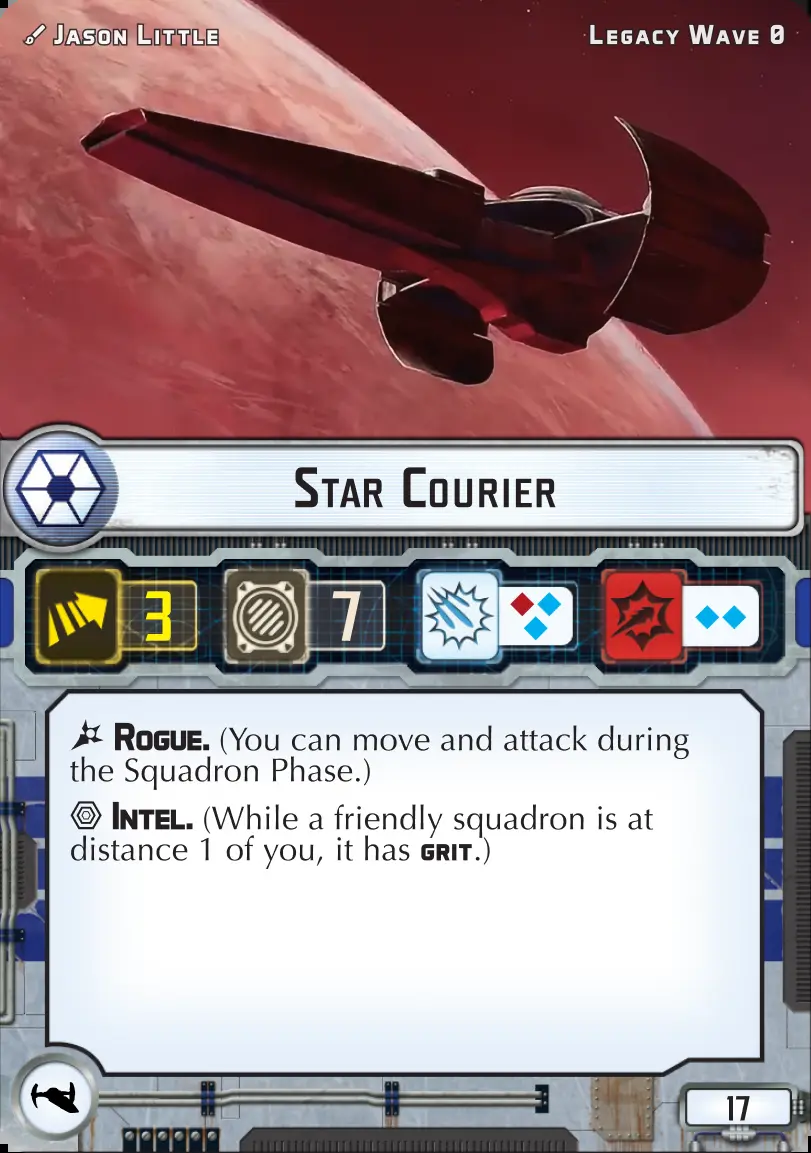 Jason Little
Legacy Wave 0
Star Courier
3
7
Rogue. (You can move and attack during
the Squadron Phase.)
Intel. (While a friendly squadron is at
distance 1 of you, it has grit.)
17